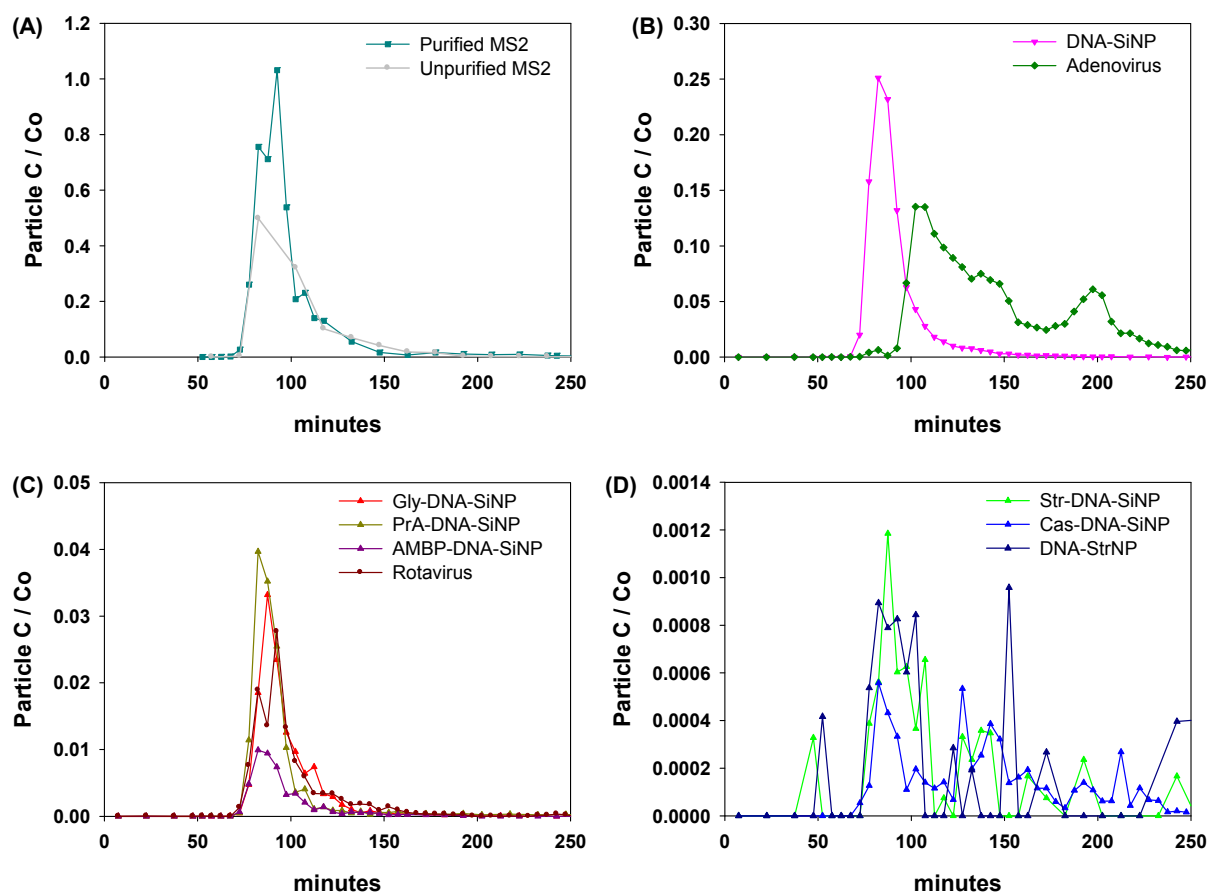 (A)
1.2
1.0
0.8
0.6
0.4
0.2
0.0
Particle C / Co
Purified MS2
Unpurified MS2
0 50 100 150 200 250
minutes
(B)
0.30
0.25
0.20
0.15
0.10
0.05
0.00
Particle C / Co
DNA-SiNP
Adenovirus
0 50 100 150 200 250
minutes
(C)
0.05
0.04
0.03
0.02
0.01
0.00
Particle C / Co
Gly-DNA-SiNP
PrA-DNA-SiNP
AMBP-DNA-SiNP
Rotavirus
0 50 100 150 200 250
minutes
(D)
0.0014
0.0012
0.0010
0.0008
0.0006
0.0004
0.0002
0.0000
Particle C / Co
Str-DNA-SiNP
Cas-DNA-SiNP
DNA-StrNP
0 50 100 150 200 250
minutes